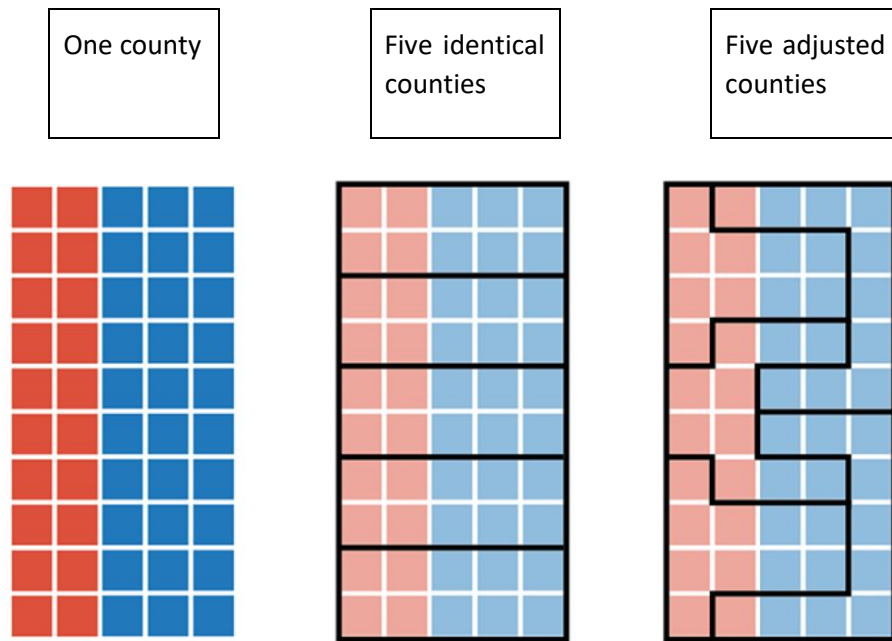 One county
Five identical
counties
Five adjusted
counties